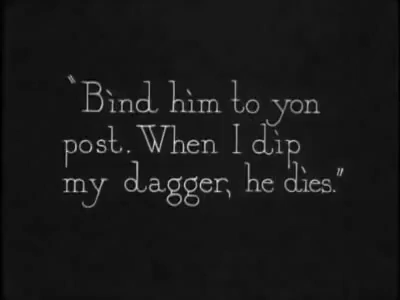 "Bind him to yon
post. When I dip
my dagger, he dies."